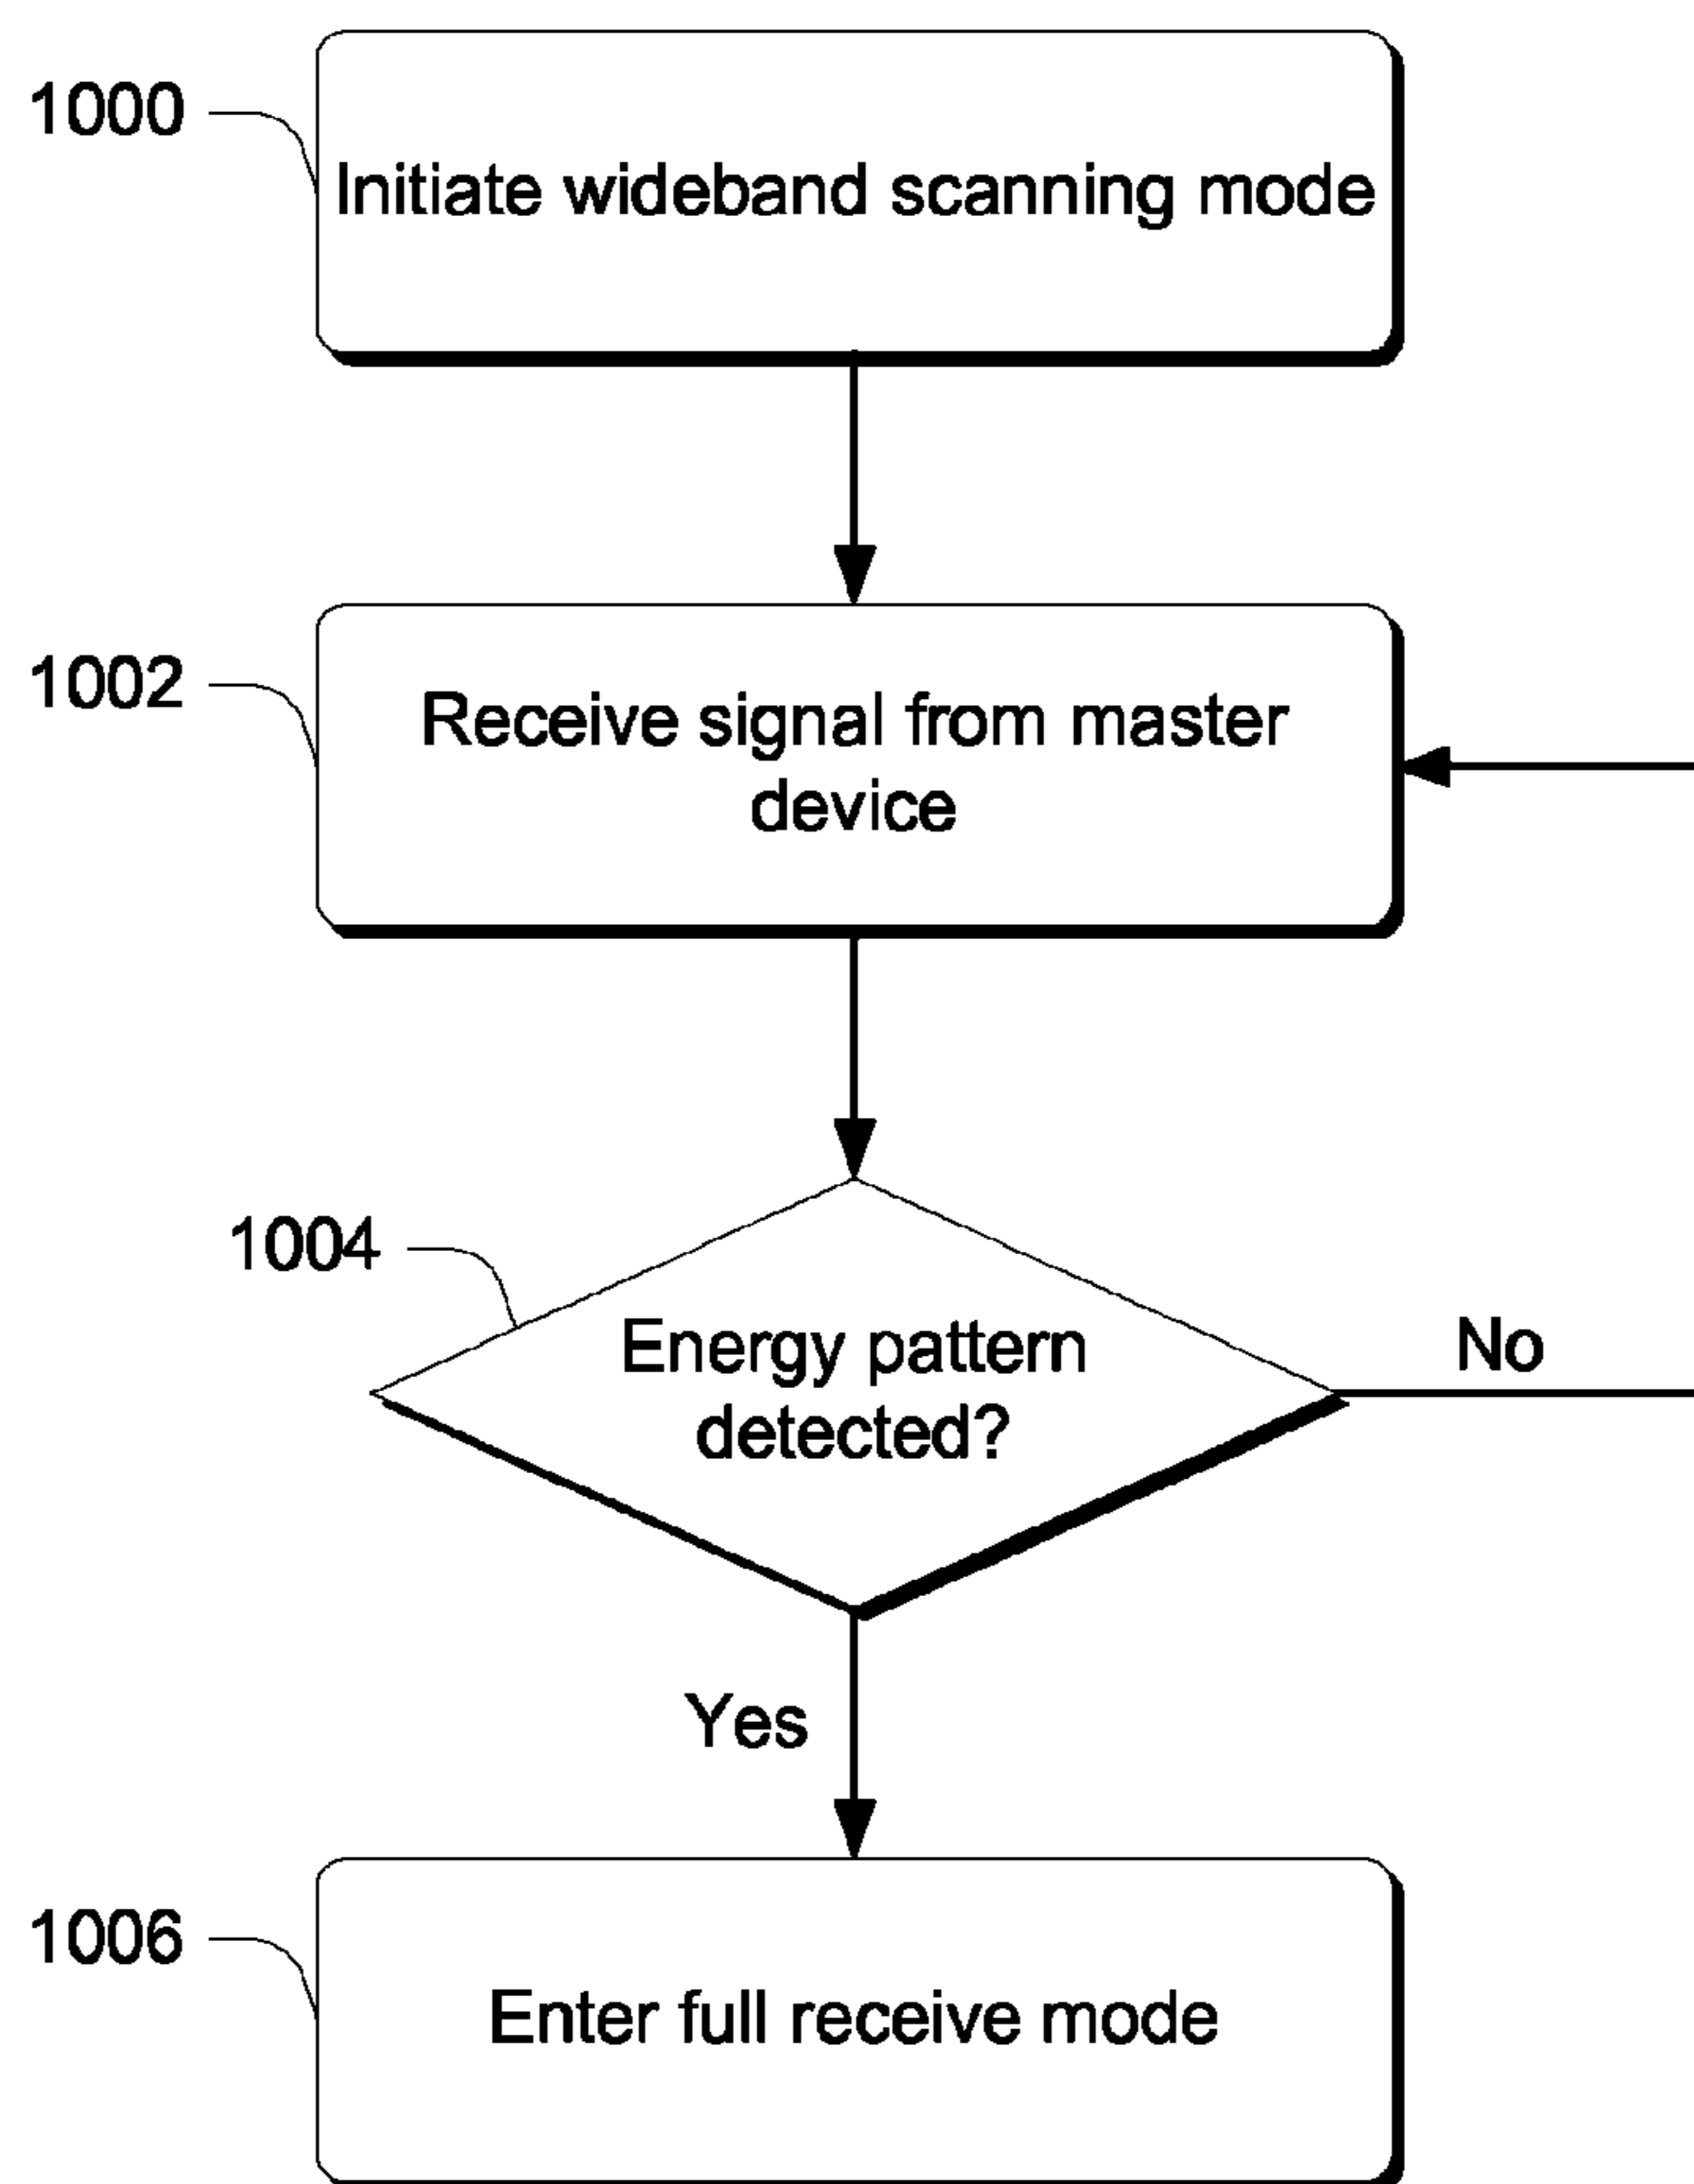 1000
Initiate wideband scanning mode
1002
Receive signal from master
device
1004
Energy pattern
detected?
No
Yes
1006
Enter full receive mode